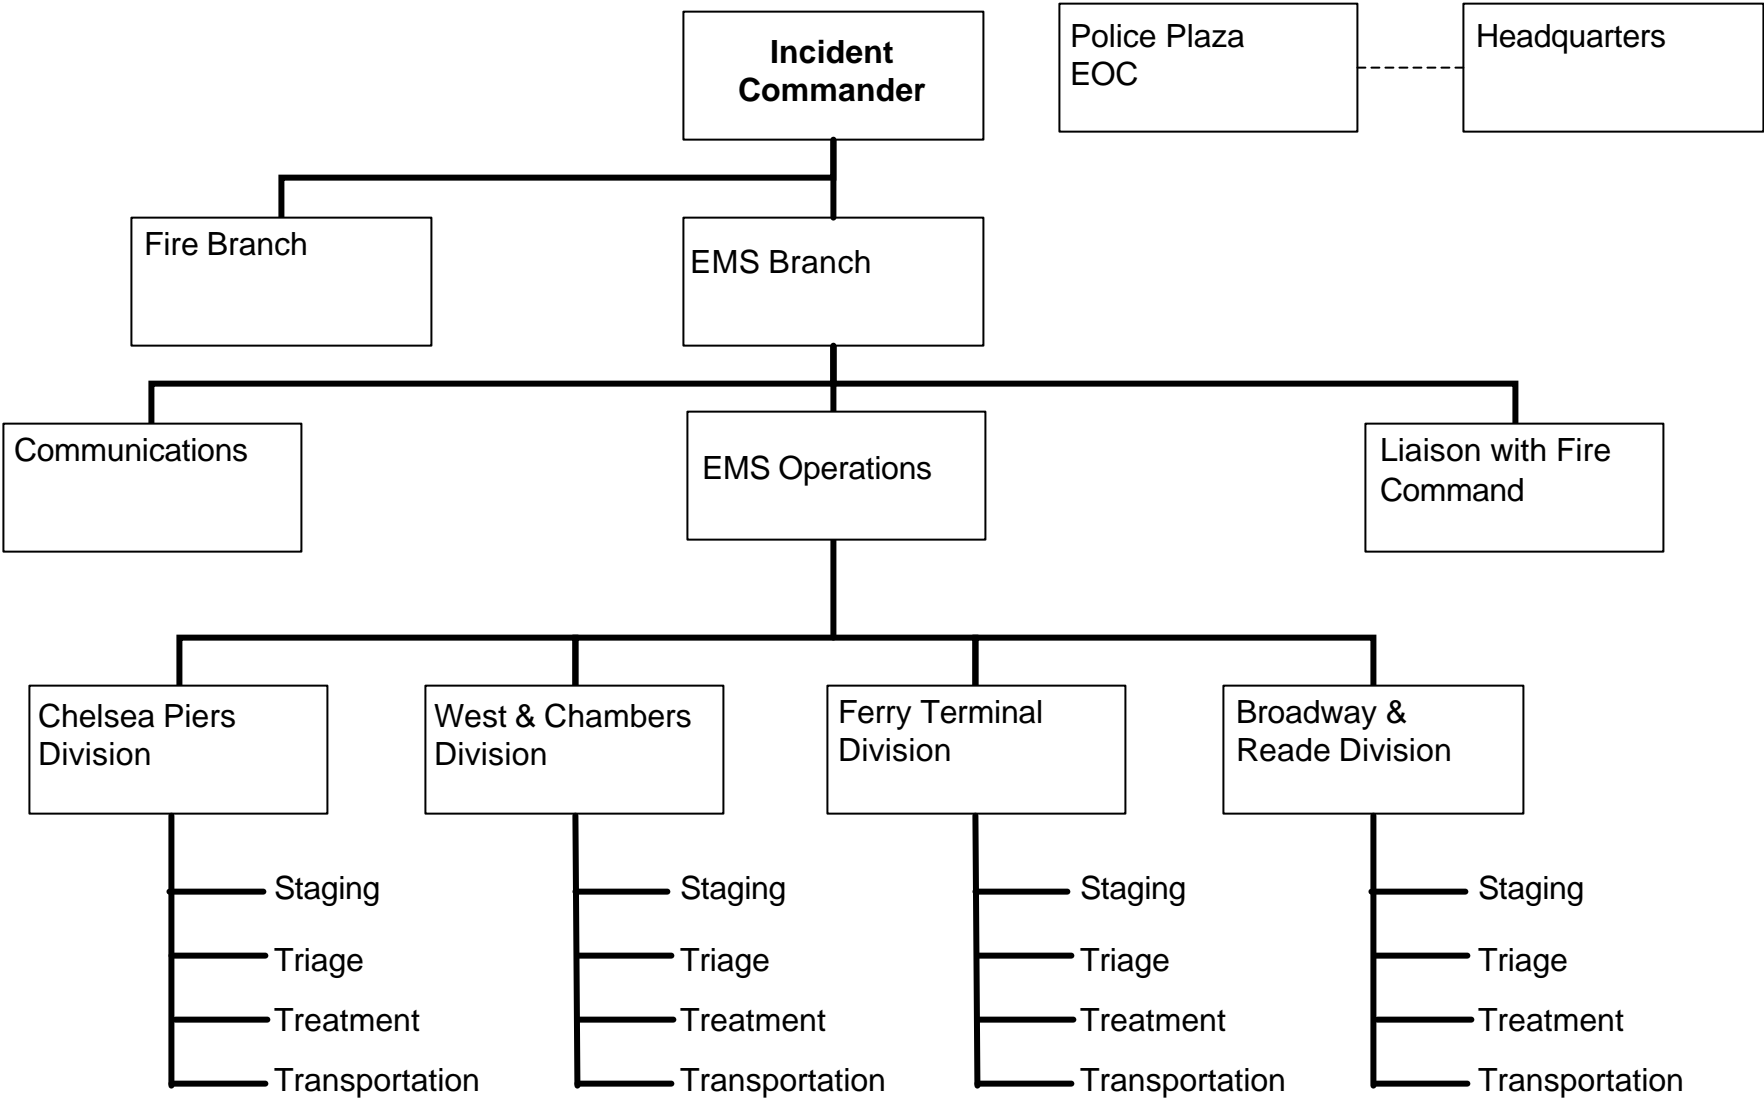 Incident
Commander
Police Plaza
EOC
Headquarters
Fire Branch
EMS Branch
Communications
EMS Operations
Liaison with Fire
Command
Chelsea Piers
Division
West & Chambers
Division
Ferry Terminal
Division
Broadway &
Reade Division
Staging
Triage
Treatment
Transportation
Staging
Triage
Treatment
Transportation
Staging
Triage
Treatment
Transportation
Staging
Triage
Treatment
Transportation